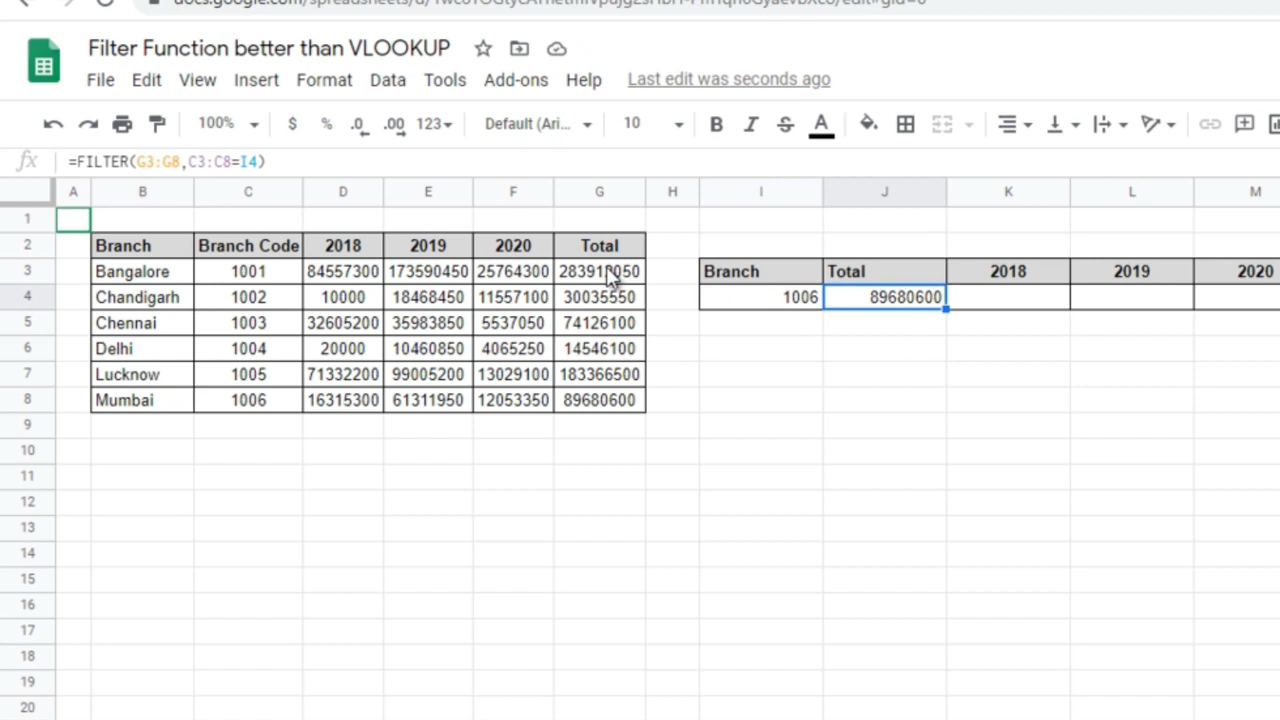 Filter Function better than VLOOKUP
File Edit View Insert Format Data Tools Add-ons Help Last edit was seconds ago
100% $ % .0 .00 123 Default (Ari... 10 B I S A
fx =FILTER(G3:G8,C3:C8=I4)
A B C D E F G H I J K L M
1
2 Branch Branch Code 2018 2019 2020 Total
3 Bangalore 1001 84557300 173590450 25764300 Branch Total 2018 2019 2020
4 Chandigarh 1002 10000 18468450 11557100 30035550 1006 89680600
5 Chennai 1003 32605200 35983850 5537050 74126100
6 Delhi 1004 20000 10460850 4065250 14546100
7 Lucknow 1005 71332200 99005200 13029100 183366500
8 Mumbai 1006 16315300 61311950 12053350 89680600
9
10
11
12
13
14
15
16
17
18
19
20